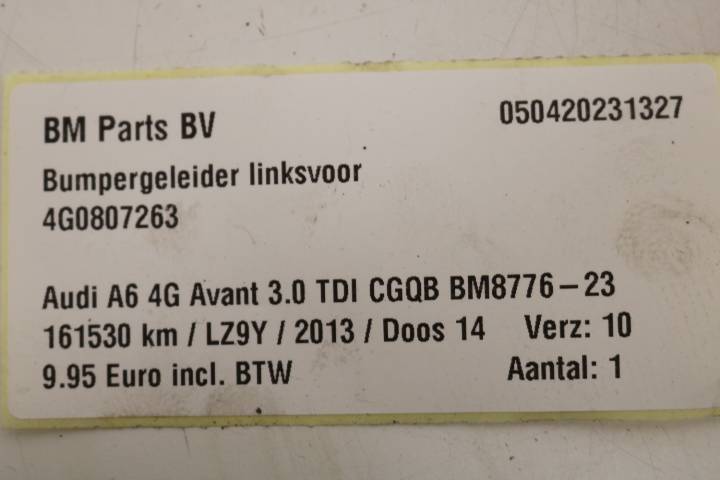 BM Parts BV 050420231327
Bumpergeleider linksvoor
4G0807263
Audi A6 4G Avant 3.0 TDI CGQB BM8776-23
161530 km / LZ9Y / 2013 / Doos 14 Verz: 10
9.95 Euro incl. BTW Aantal: 1